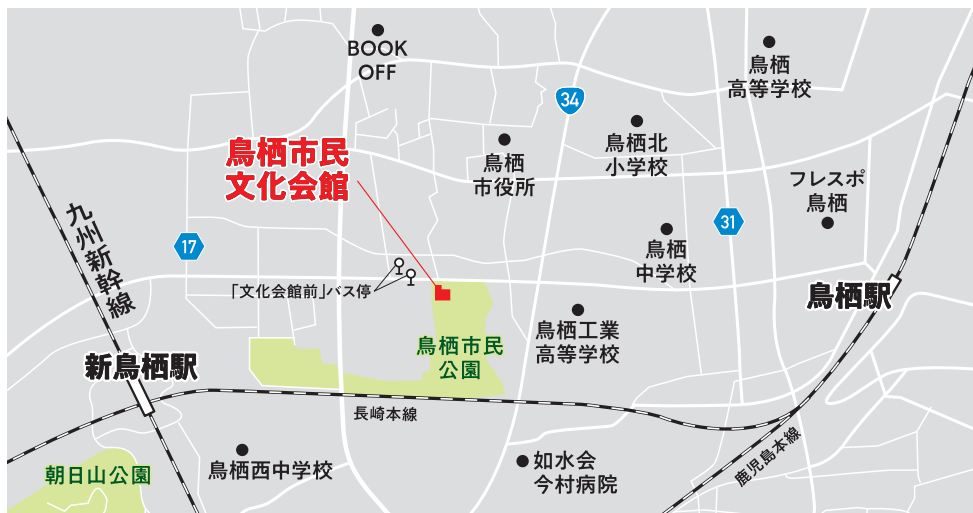 BOOK
OFF
鳥栖
高等学校
34
鳥栖市民
文化会館
鳥栖
市役所
鳥栖北
小学校
フレスポ
鳥栖
九州新幹線
17
31
鳥栖
中学校
「文化会館前」バス停
鳥栖駅
鳥栖工業
高等学校
鳥栖市民
公園
新鳥栖駅
長崎本線
鹿児島本線
朝日山公園
鳥栖西中学校
如水会
今村病院